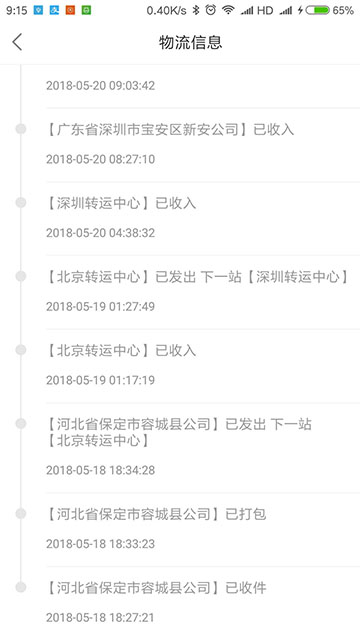 9:15
0.40K/s
HD
65%
物流信息
2018-05-20 09:03:42
【广东省深圳市宝安区新安公司】已收入
2018-05-20 08:27:10
【深圳转运中心】已收入
2018-05-20 04:38:32
【北京转运中心】已发出 下一站【深圳转运中心】
2018-05-19 01:27:49
【北京转运中心】已收入
2018-05-19 01:17:19
【河北省保定市容城县公司】已发出 下一站
【北京转运中心】
2018-05-18 18:34:28
【河北省保定市容城县公司】已打包
2018-05-18 18:33:23
【河北省保定市容城县公司】已收件
2018-05-18 18:27:21